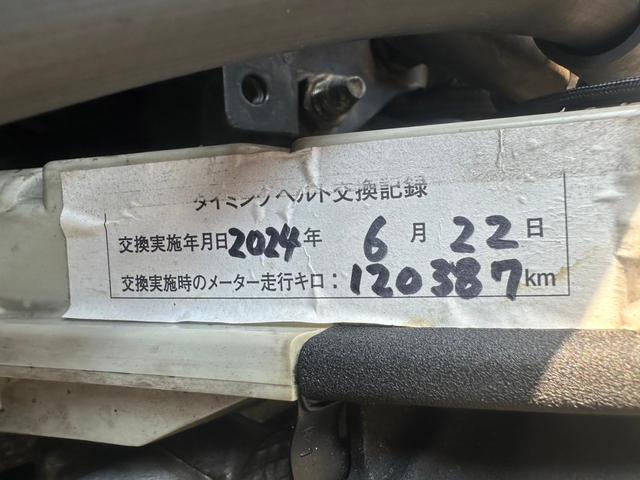 タイミングベルト交換記録
交換実施年月日2024年 6月 22日
交換実施時のメーター走行キロ：120387km